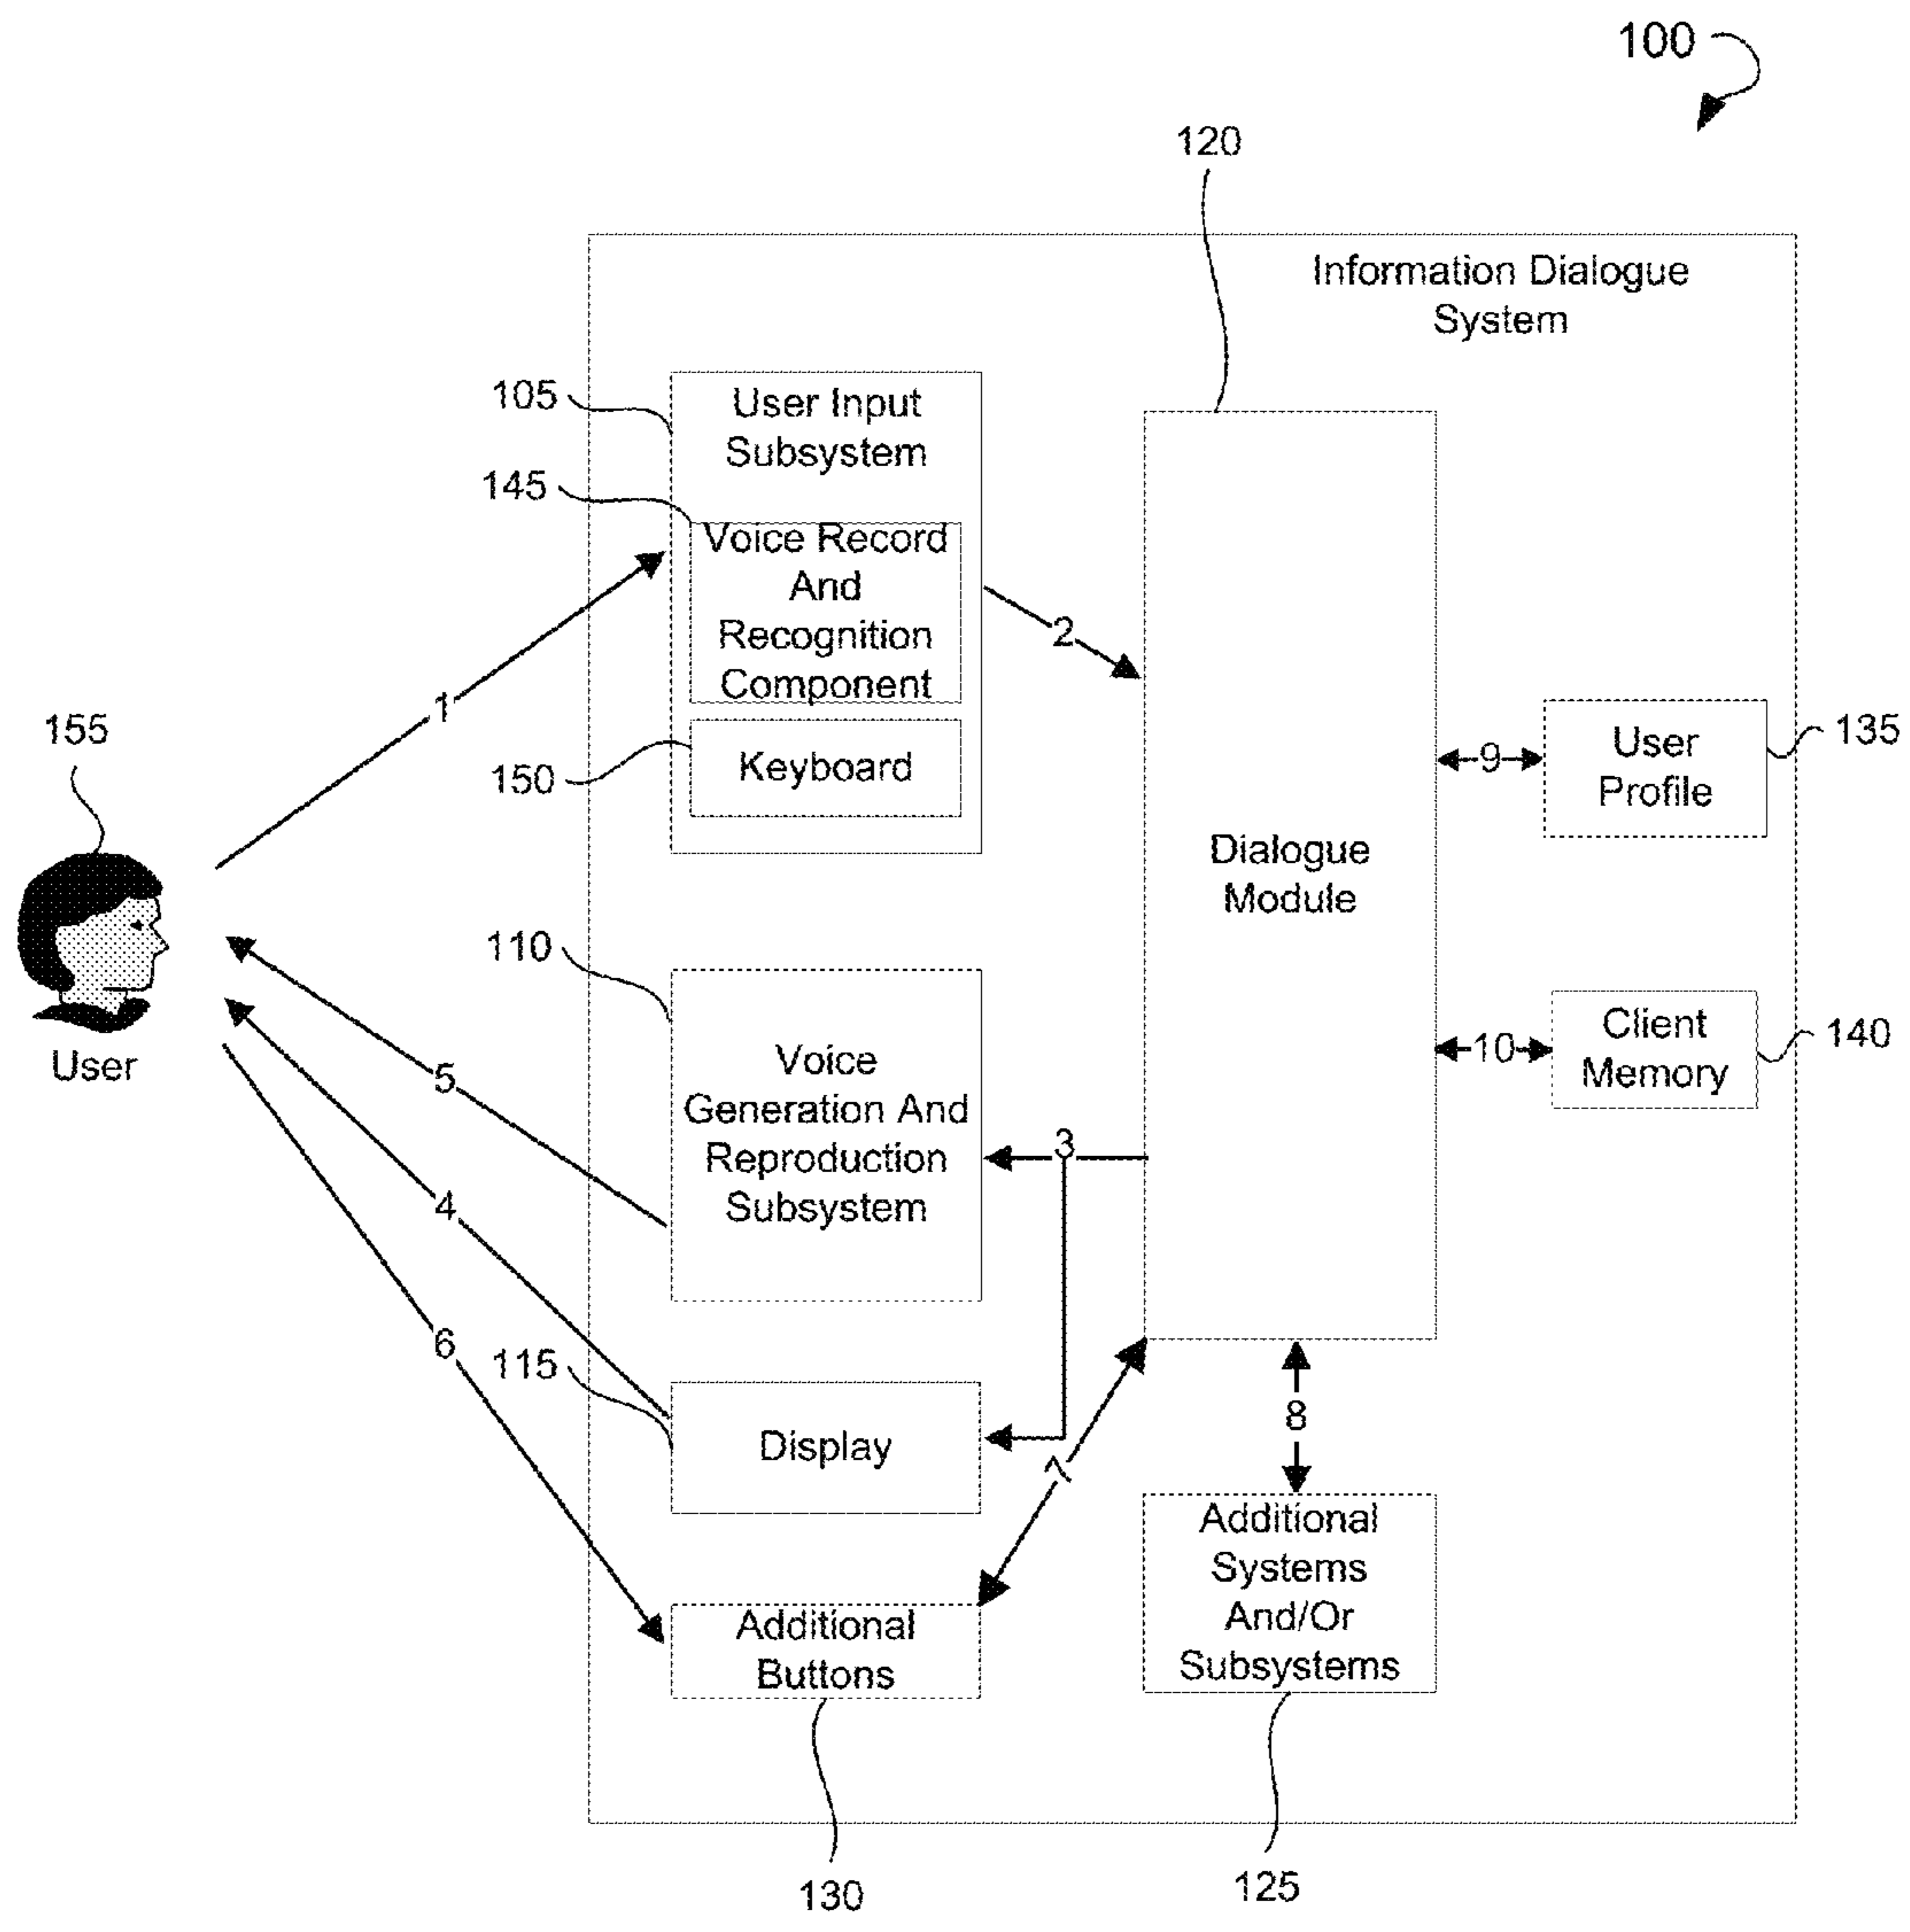 100
120
Information Dialogue
System
105
User Input
Subsystem
145
Voice Record
And
Recognition
Component
2
1
155
150
Keyboard
9
User
Profile
135
Dialogue
Module
110
User
5
Voice
Generation And
Reproduction
Subsystem
10
Client
Memory
140
3
4
6
115
Display
7
8
Additional
Systems
And/Or
Subsystems
Additional
Buttons
130
125